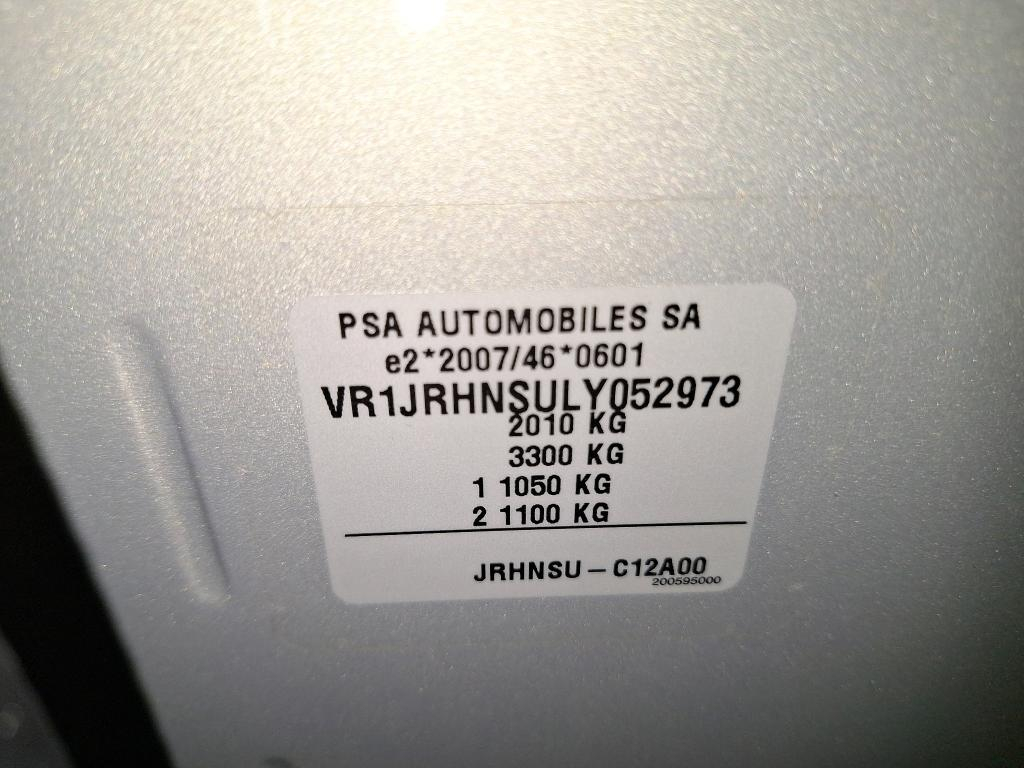 PSA AUTOMOBILES SA
e2*2007/46*0601
VR1JRHNSULY052973
2010 KG
3300 KG
1 1050 KG
2 1100 KG
JRHNSU – C12A00
200595000